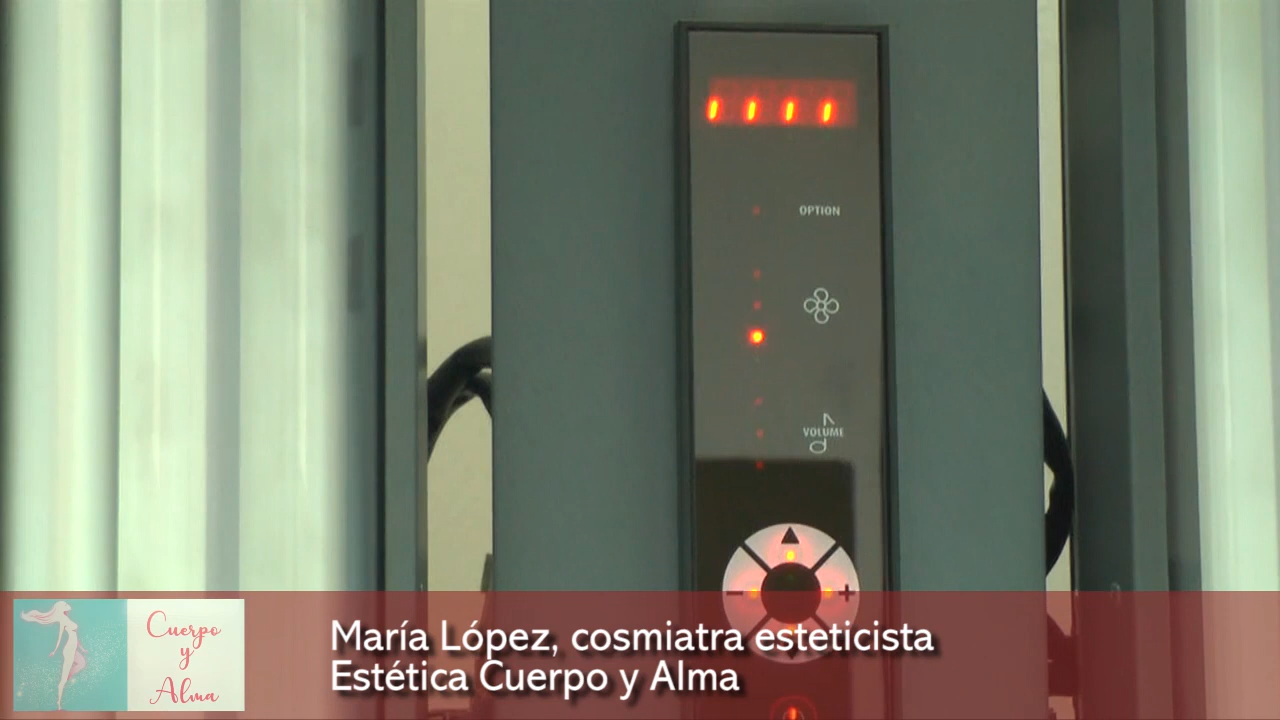 OPTION
VOLUME
Cuerpo
y
Alma
María López, cosmiatra esteticista
Estética Cuerpo y Alma